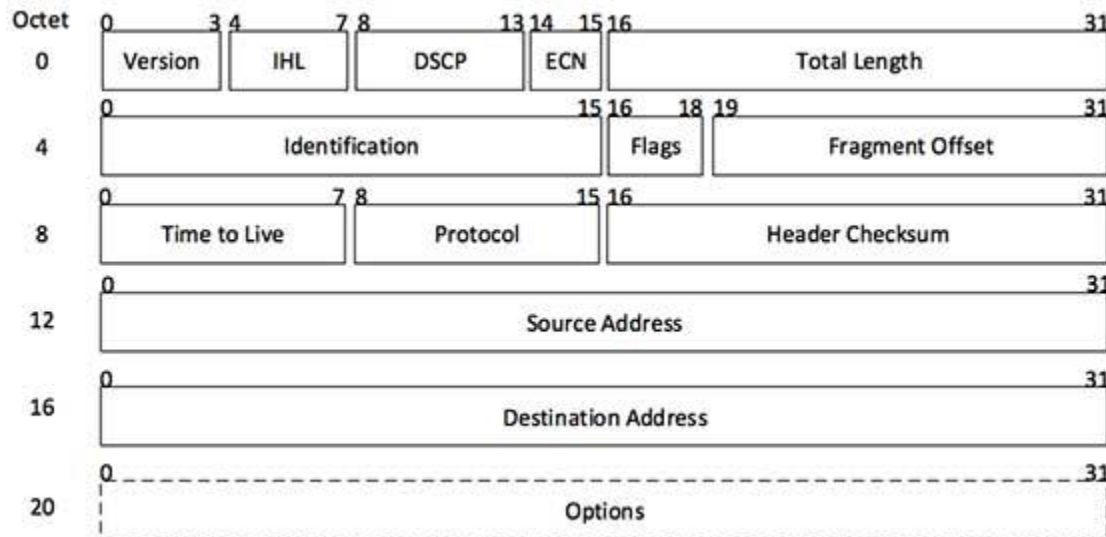 Octet 0 3 4 7 8 13 14 15 16 31
0 Version IHL DSCP ECN Total Length
0 15 16 18 19 31
4 Identification Flags Fragment Offset
0 7 8 15 16 31
8 Time to Live Protocol Header Checksum
0 31
12 Source Address
0 31
16 Destination Address
0 31
20 Options